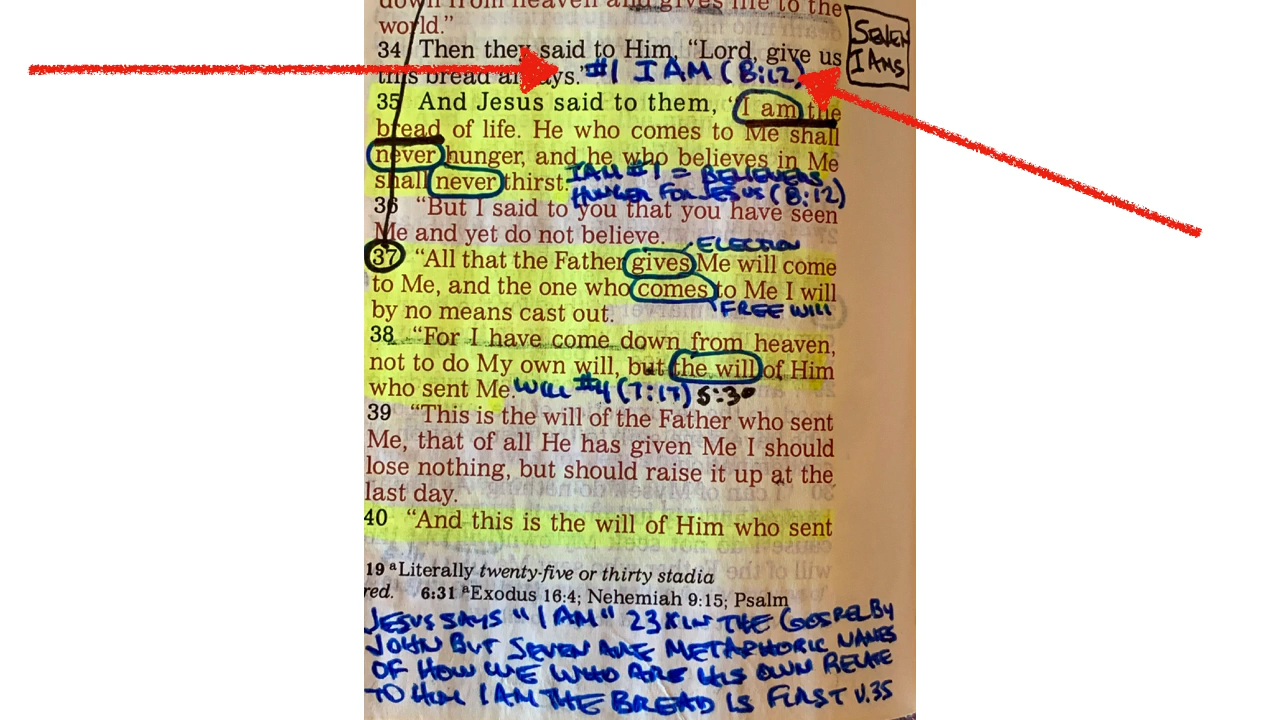 down from heaven and gives life to the
world.”
SEVEN
I AMS
34 Then they said to Him, “Lord, give us
this bread always.” #1 I AM (8:12)
35 And Jesus said to them, “I am the
bread of life. He who comes to Me shall
never hunger, and he who believes in Me
shall never thirst. I AM #1 = BELIEVERS
HUNGER FOR JESUS (8:12)
36 “But I said to you that you have seen
Me and yet do not believe.
ELECTION
37 “All that the Father gives Me will come
to Me, and the one who comes to Me I will
by no means cast out.
FREE WILL
38 “For I have come down from heaven,
not to do My own will, but the will of Him
who sent Me. WILL #4 (7:17) 5:30
39 “This is the will of the Father who sent
Me, that of all He has given Me I should
lose nothing, but should raise it up at the
last day.
40 “And this is the will of Him who sent
19 ªLiterally twenty-five or thirty stadia
red. 6:31 ªExodus 16:4; Nehemiah 9:15; Psalm
JESUS SAYS "I AM" 23X IN THE GOSPEL BY
JOHN BUT SEVEN ARE METAPHORIC NAMES
OF HOW WE WHO ARE HIS OWN RELATE
TO HIM I AM THE BREAD IS FIRST V.35